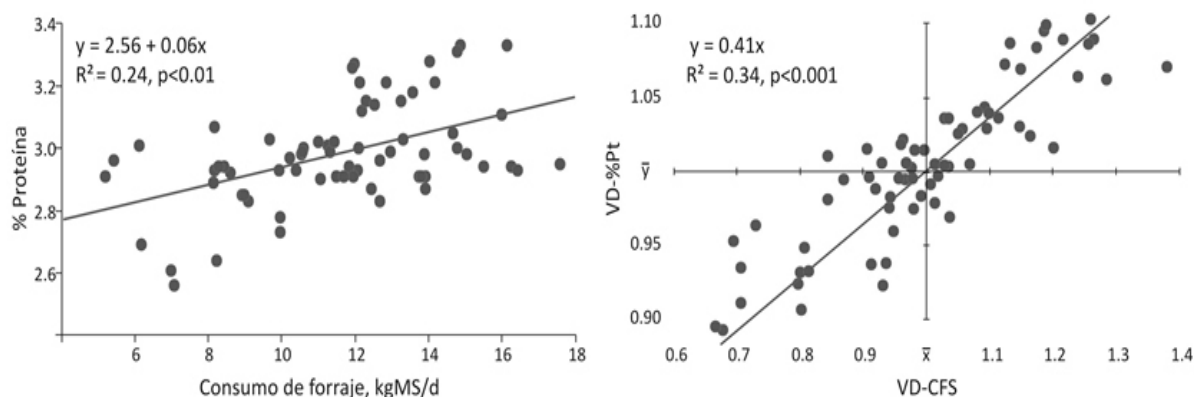 y = 2.56 + 0.06x
R² = 0.24, p<0.01
% Proteína
3.4
3.2
3.0
2.8
2.6
6 8 10 12 14 16 18
Consumo de forraje, kgMS/d
y = 0.41x
R² = 0.34, p<0.001
VD-%Pt
1.10
1.05
y̅
0.95
0.90
0.6 0.7 0.8 0.9 x̅ 1.1 1.2 1.3 1.4
VD-CFS